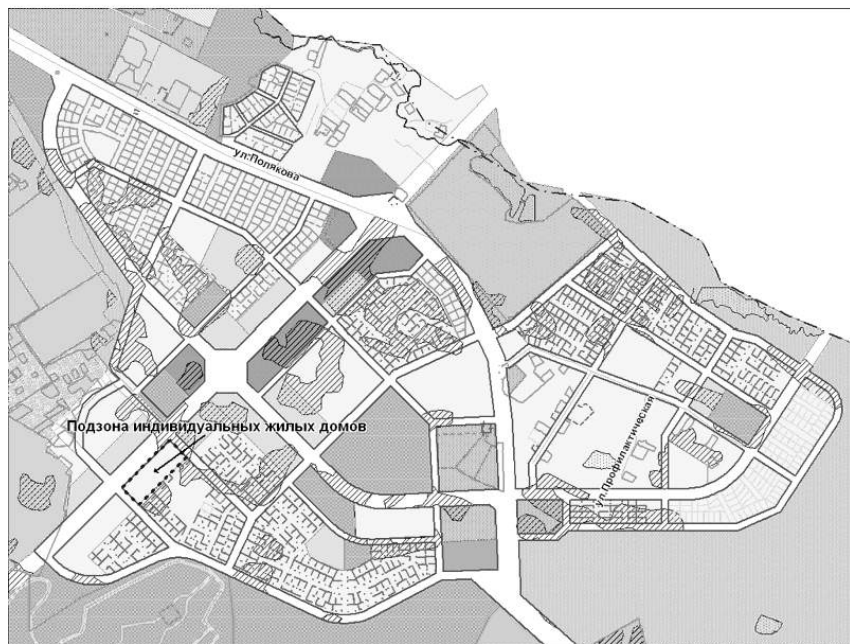 ул.Полякова
Подзона индивидуальных жилых домов
ул.Профилактическая